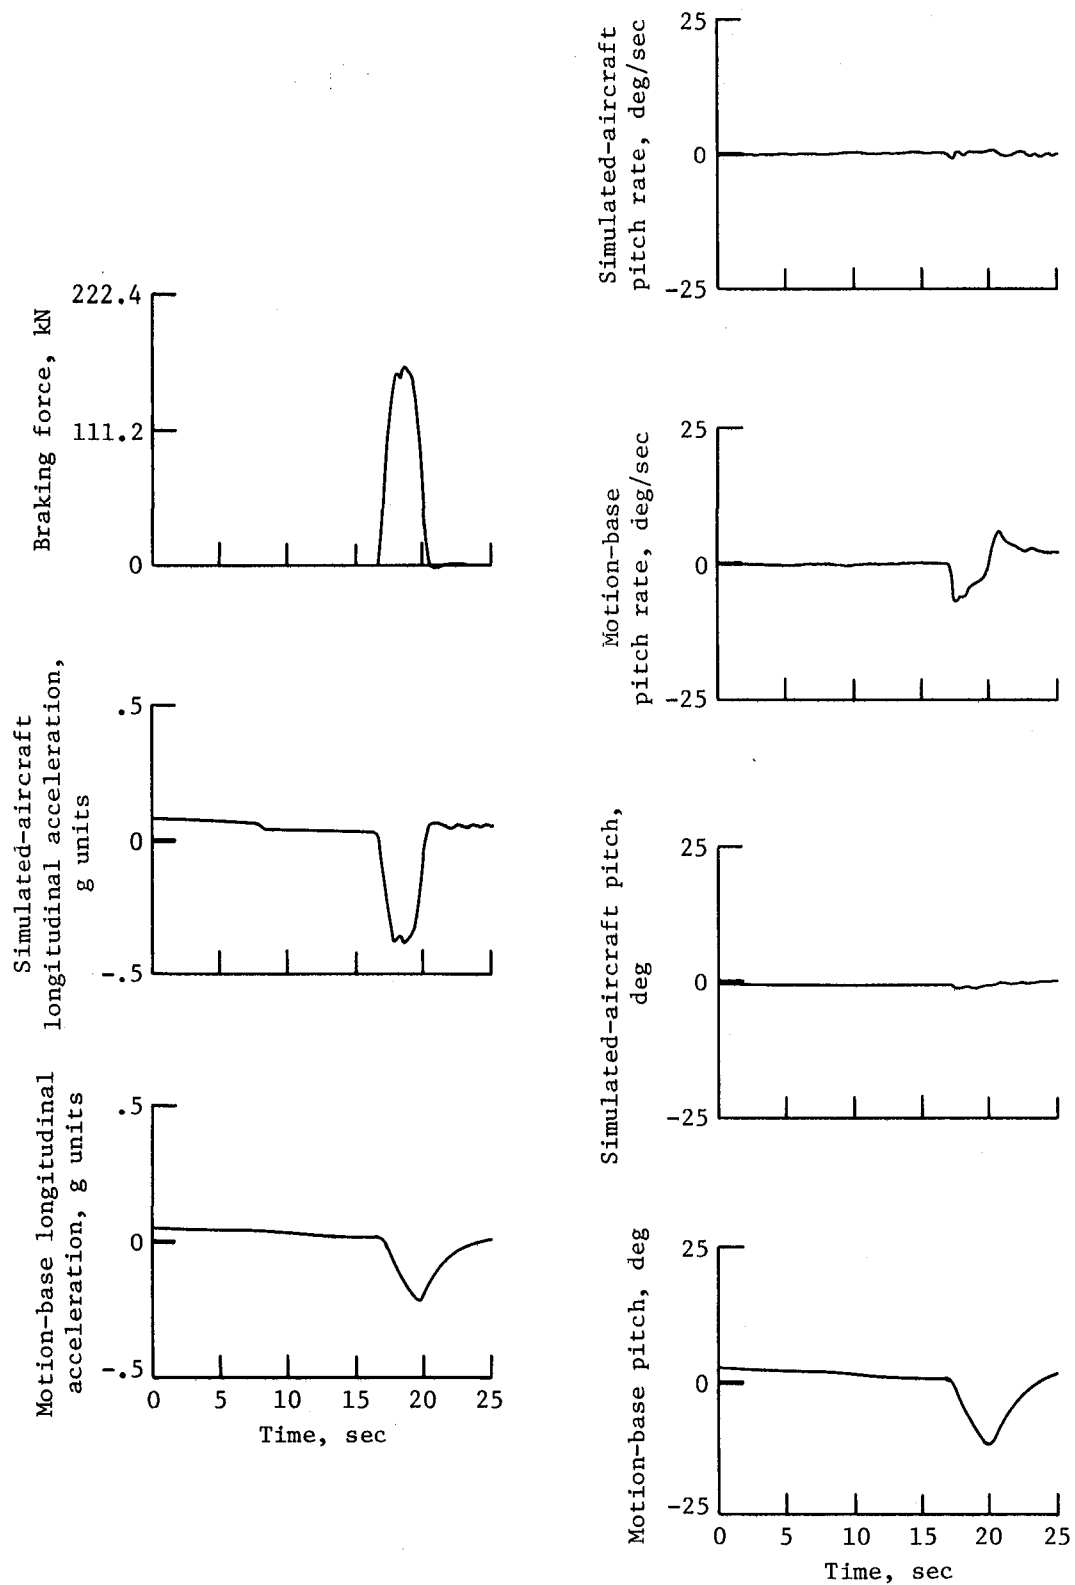 222.4
111.2
0
Braking force, kN
.5
0
-.5
Simulated-aircraft
longitudinal acceleration,
g units
.5
0
-.5
Motion-base longitudinal
acceleration, g units
0 5 10 15 20 25
Time, sec
25
0
-25
Simulated-aircraft
pitch rate, deg/sec
25
0
-25
Motion-base
pitch rate, deg/sec
25
0
-25
Simulated-aircraft pitch,
deg
25
0
-25
Motion-base pitch, deg
0 5 10 15 20 25
Time, sec